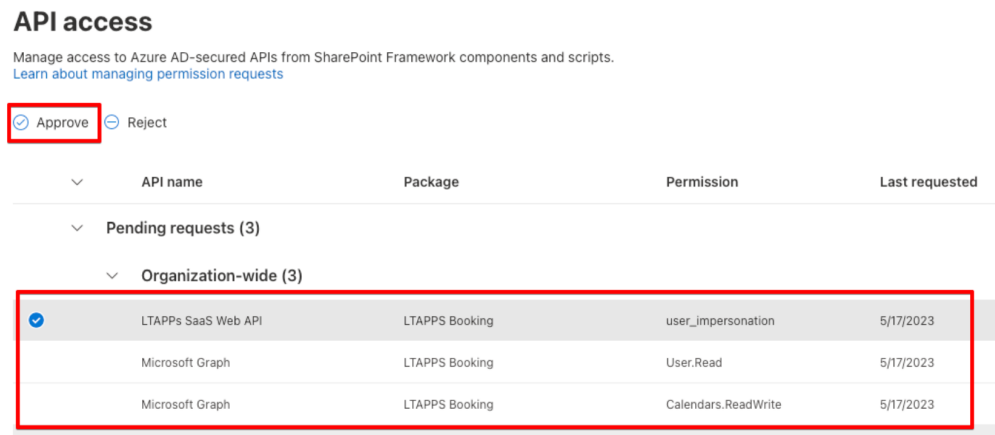 API access
Manage access to Azure AD-secured APIs from SharePoint Framework components and scripts.
Learn about managing permission requests
Approve Reject
API name Package Permission Last requested
Pending requests (3)
Organization-wide (3)
LTAPPs SaaS Web API LTAPPS Booking user_impersonation 5/17/2023
Microsoft Graph LTAPPS Booking User.Read 5/17/2023
Microsoft Graph LTAPPS Booking Calendars.ReadWrite 5/17/2023